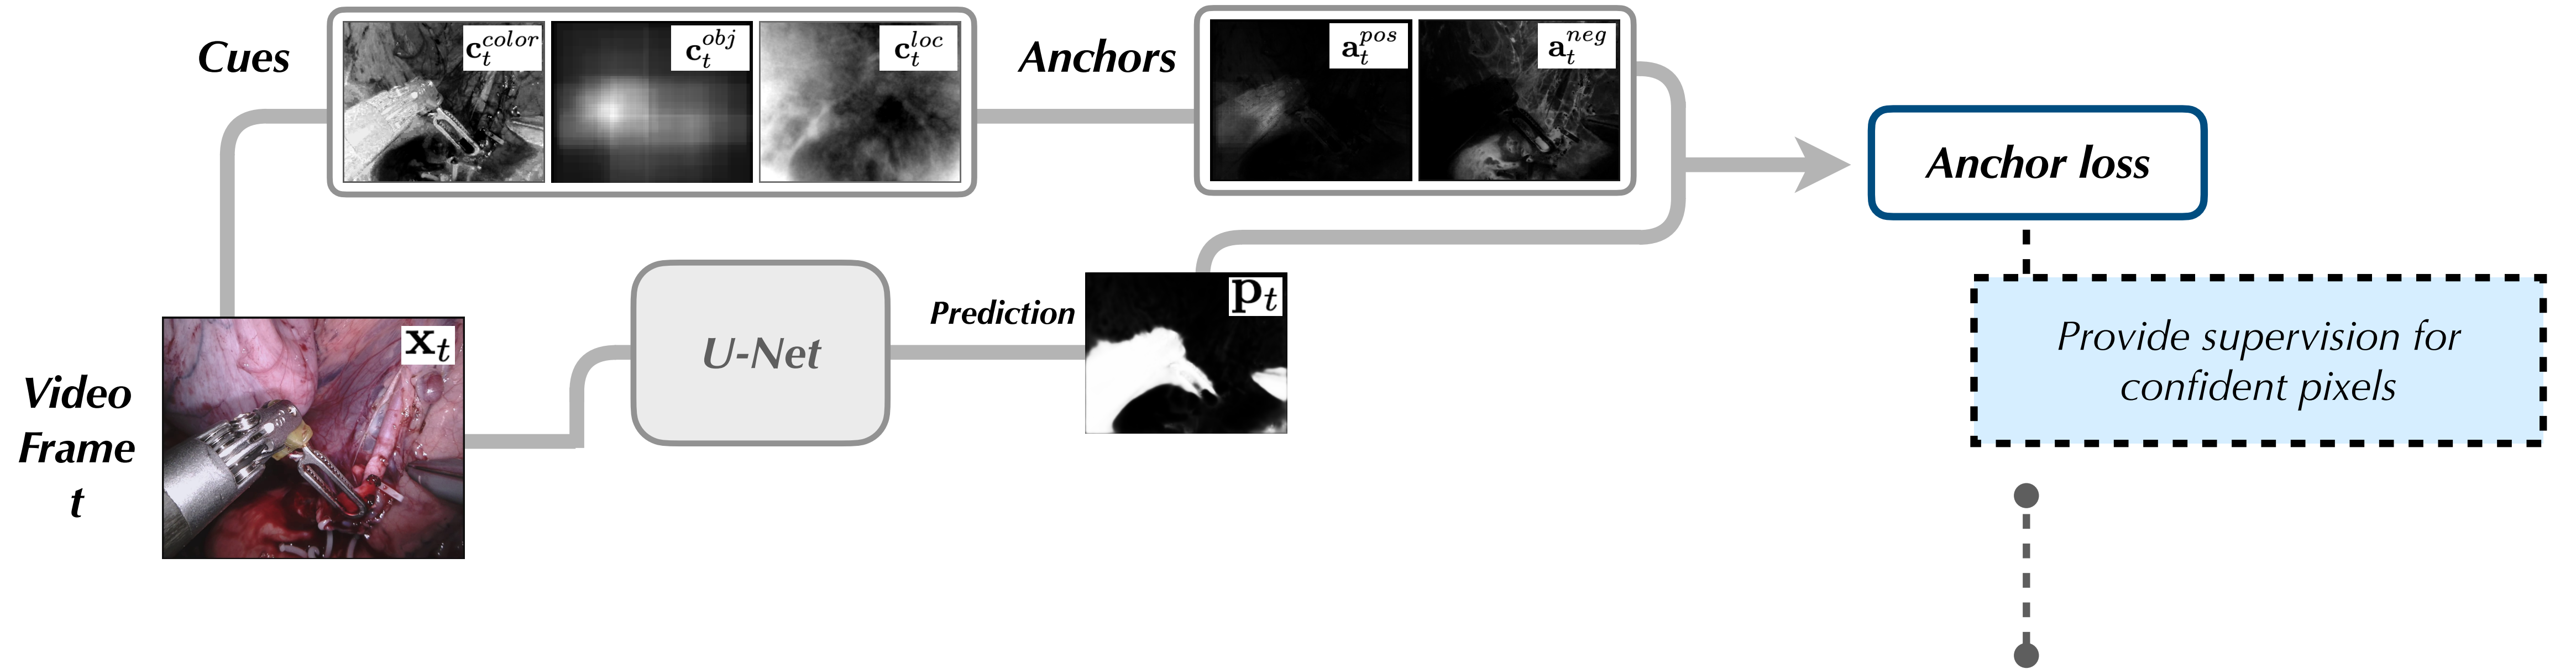 Cues
c_t^{color}
c_t^{obj}
c_t^{loc}
Anchors
a_t^{pos}
a_t^{neg}
Anchor loss
Video
Frame
t
x_t
U-Net
Prediction
p_t
Provide supervision for
confident pixels